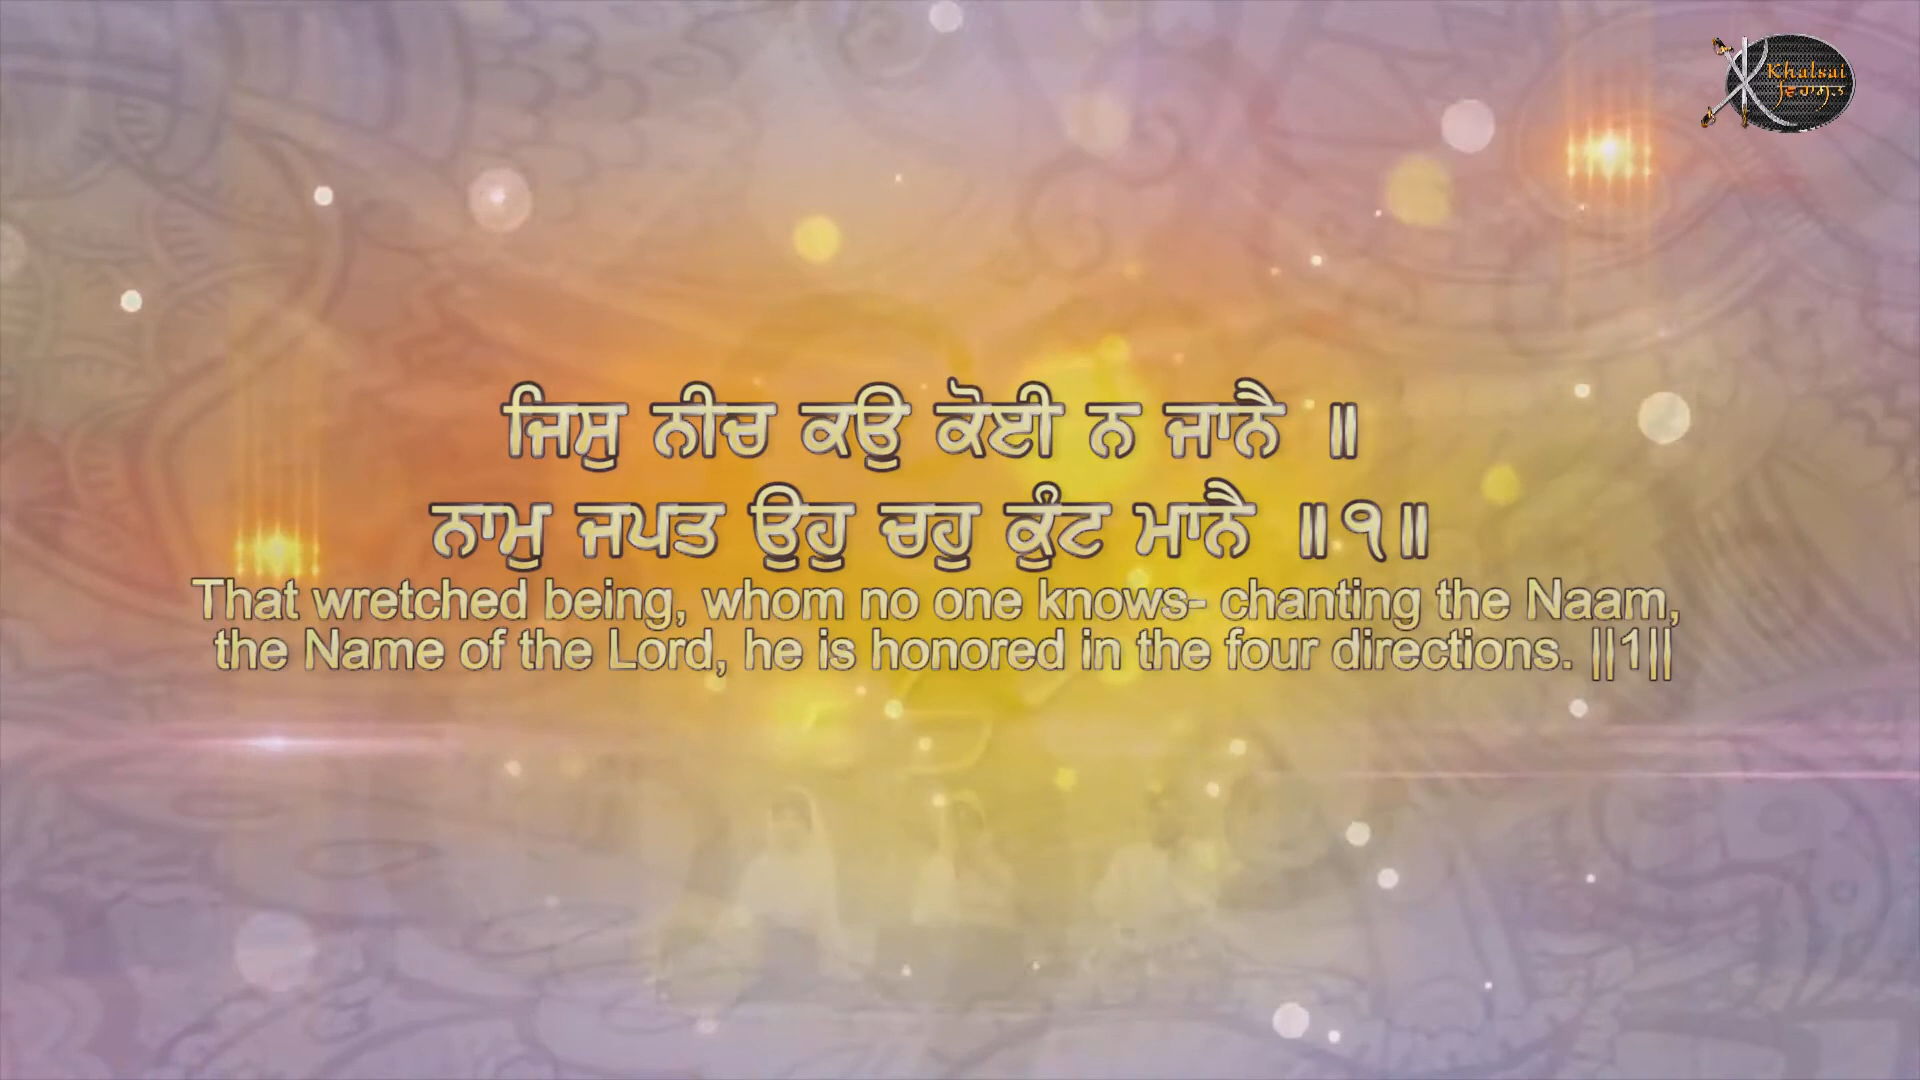 Khalsai
ਵਿਰਾਸਤ
ਜਿਸੁ ਨੀਚ ਕਉ ਕੋਈ ਨ ਜਾਨੈ ॥
ਨਾਮੁ ਜਪਤ ਉਹੁ ਚਹੁ ਕੁੰਟ ਮਾਨੈ ॥੧॥
That wretched being, whom no one knows- chanting the Naam,
the Name of the Lord, he is honored in the four directions. ||1||